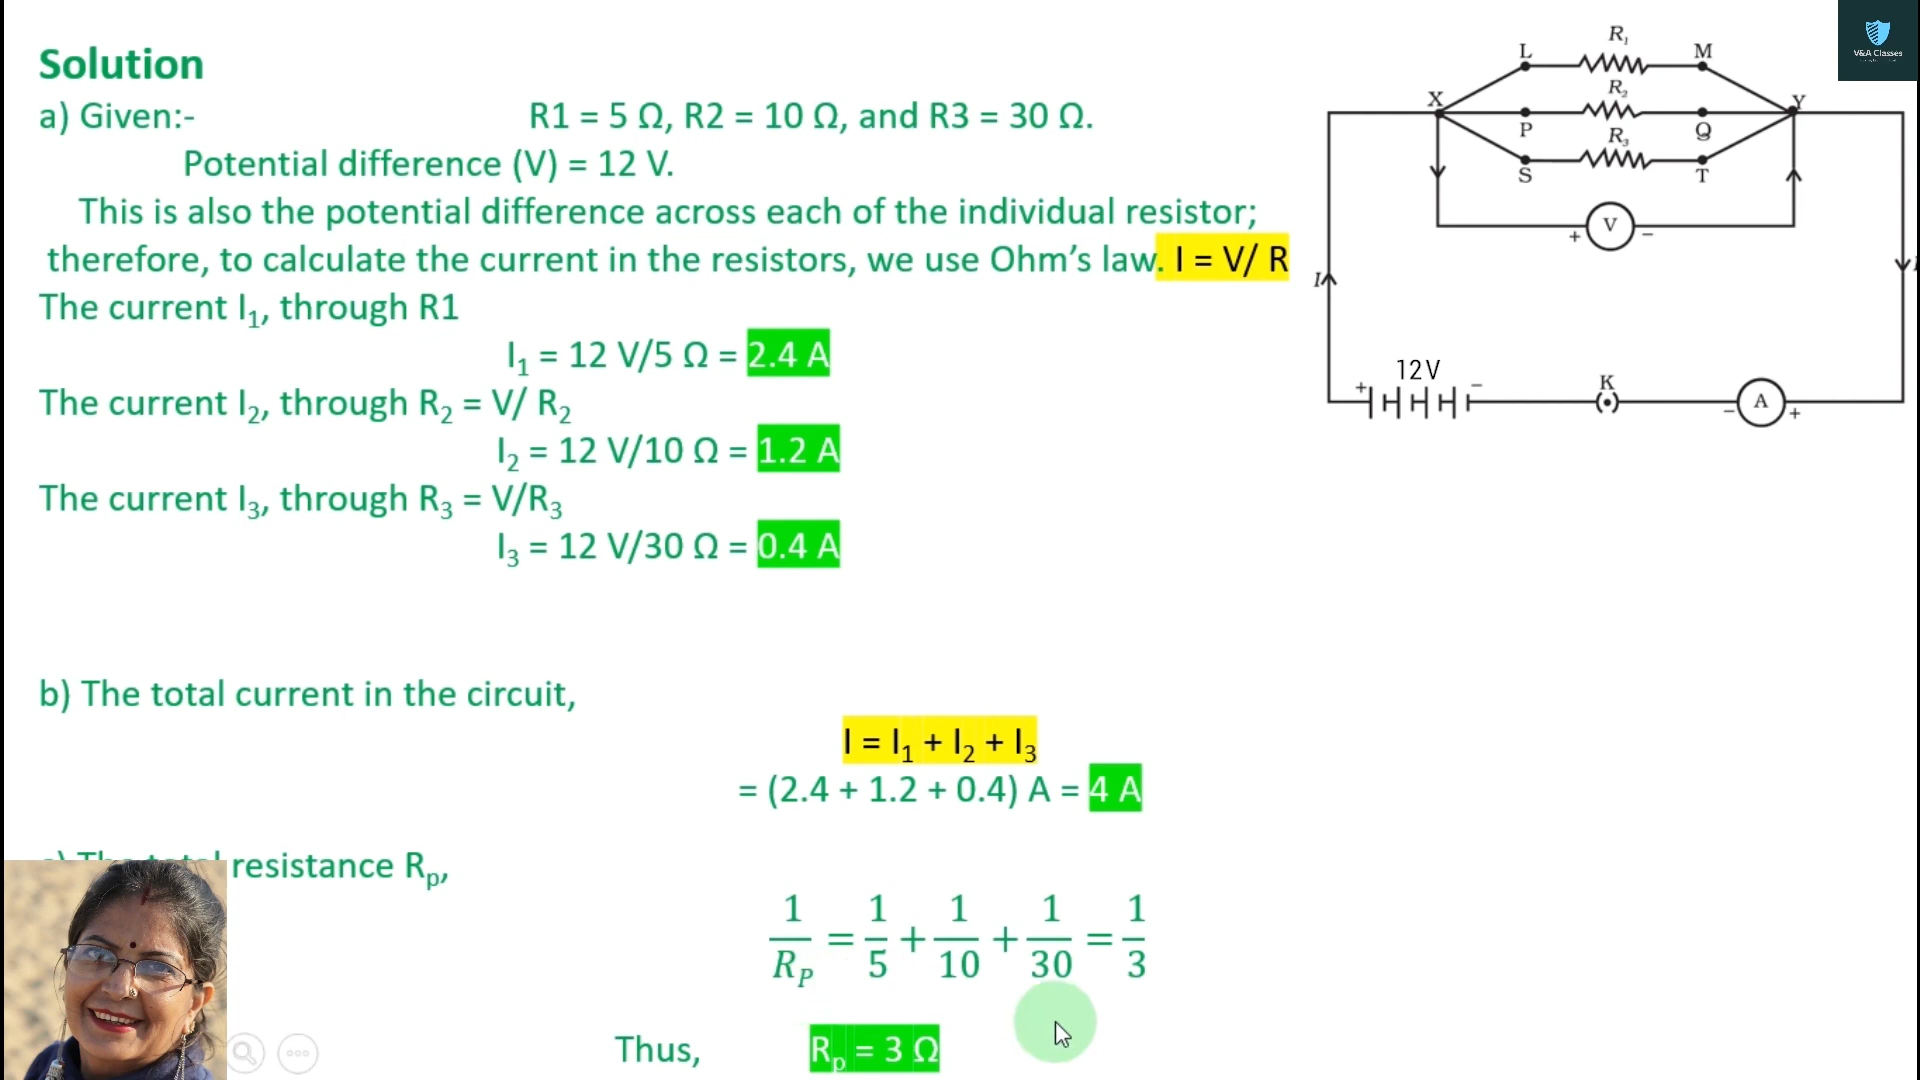 Solution
a) Given:- R1 = 5 Ω, R2 = 10 Ω, and R3 = 30 Ω.
Potential difference (V) = 12 V.
This is also the potential difference across each of the individual resistor;
therefore, to calculate the current in the resistors, we use Ohm’s law. I = V/ R
The current I₁, through R1
I₁ = 12 V/5 Ω = 2.4 A
The current I₂, through R₂ = V/ R₂
I₂ = 12 V/10 Ω = 1.2 A
The current I₃, through R₃ = V/R₃
I₃ = 12 V/30 Ω = 0.4 A
b) The total current in the circuit,
I = I₁ + I₂ + I₃
= (2.4 + 1.2 + 0.4) A = 4 A
resistance Rₚ,
1/R_P = 1/5 + 1/10 + 1/30 = 1/3
Thus, Rₚ = 3 Ω
V&A Classes
R₁
L M
R₂
X Y
P Q
R₃
S T
+ V −
I
12V
+ − K − A +